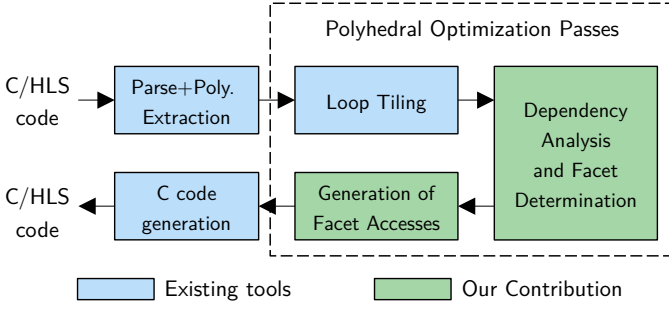 Polyhedral Optimization Passes
C/HLS
code
Parse+Poly.
Extraction
Loop Tiling
Dependency
Analysis
and Facet
Determination
C/HLS
code
C code
generation
Generation of
Facet Accesses
Existing tools
Our Contribution